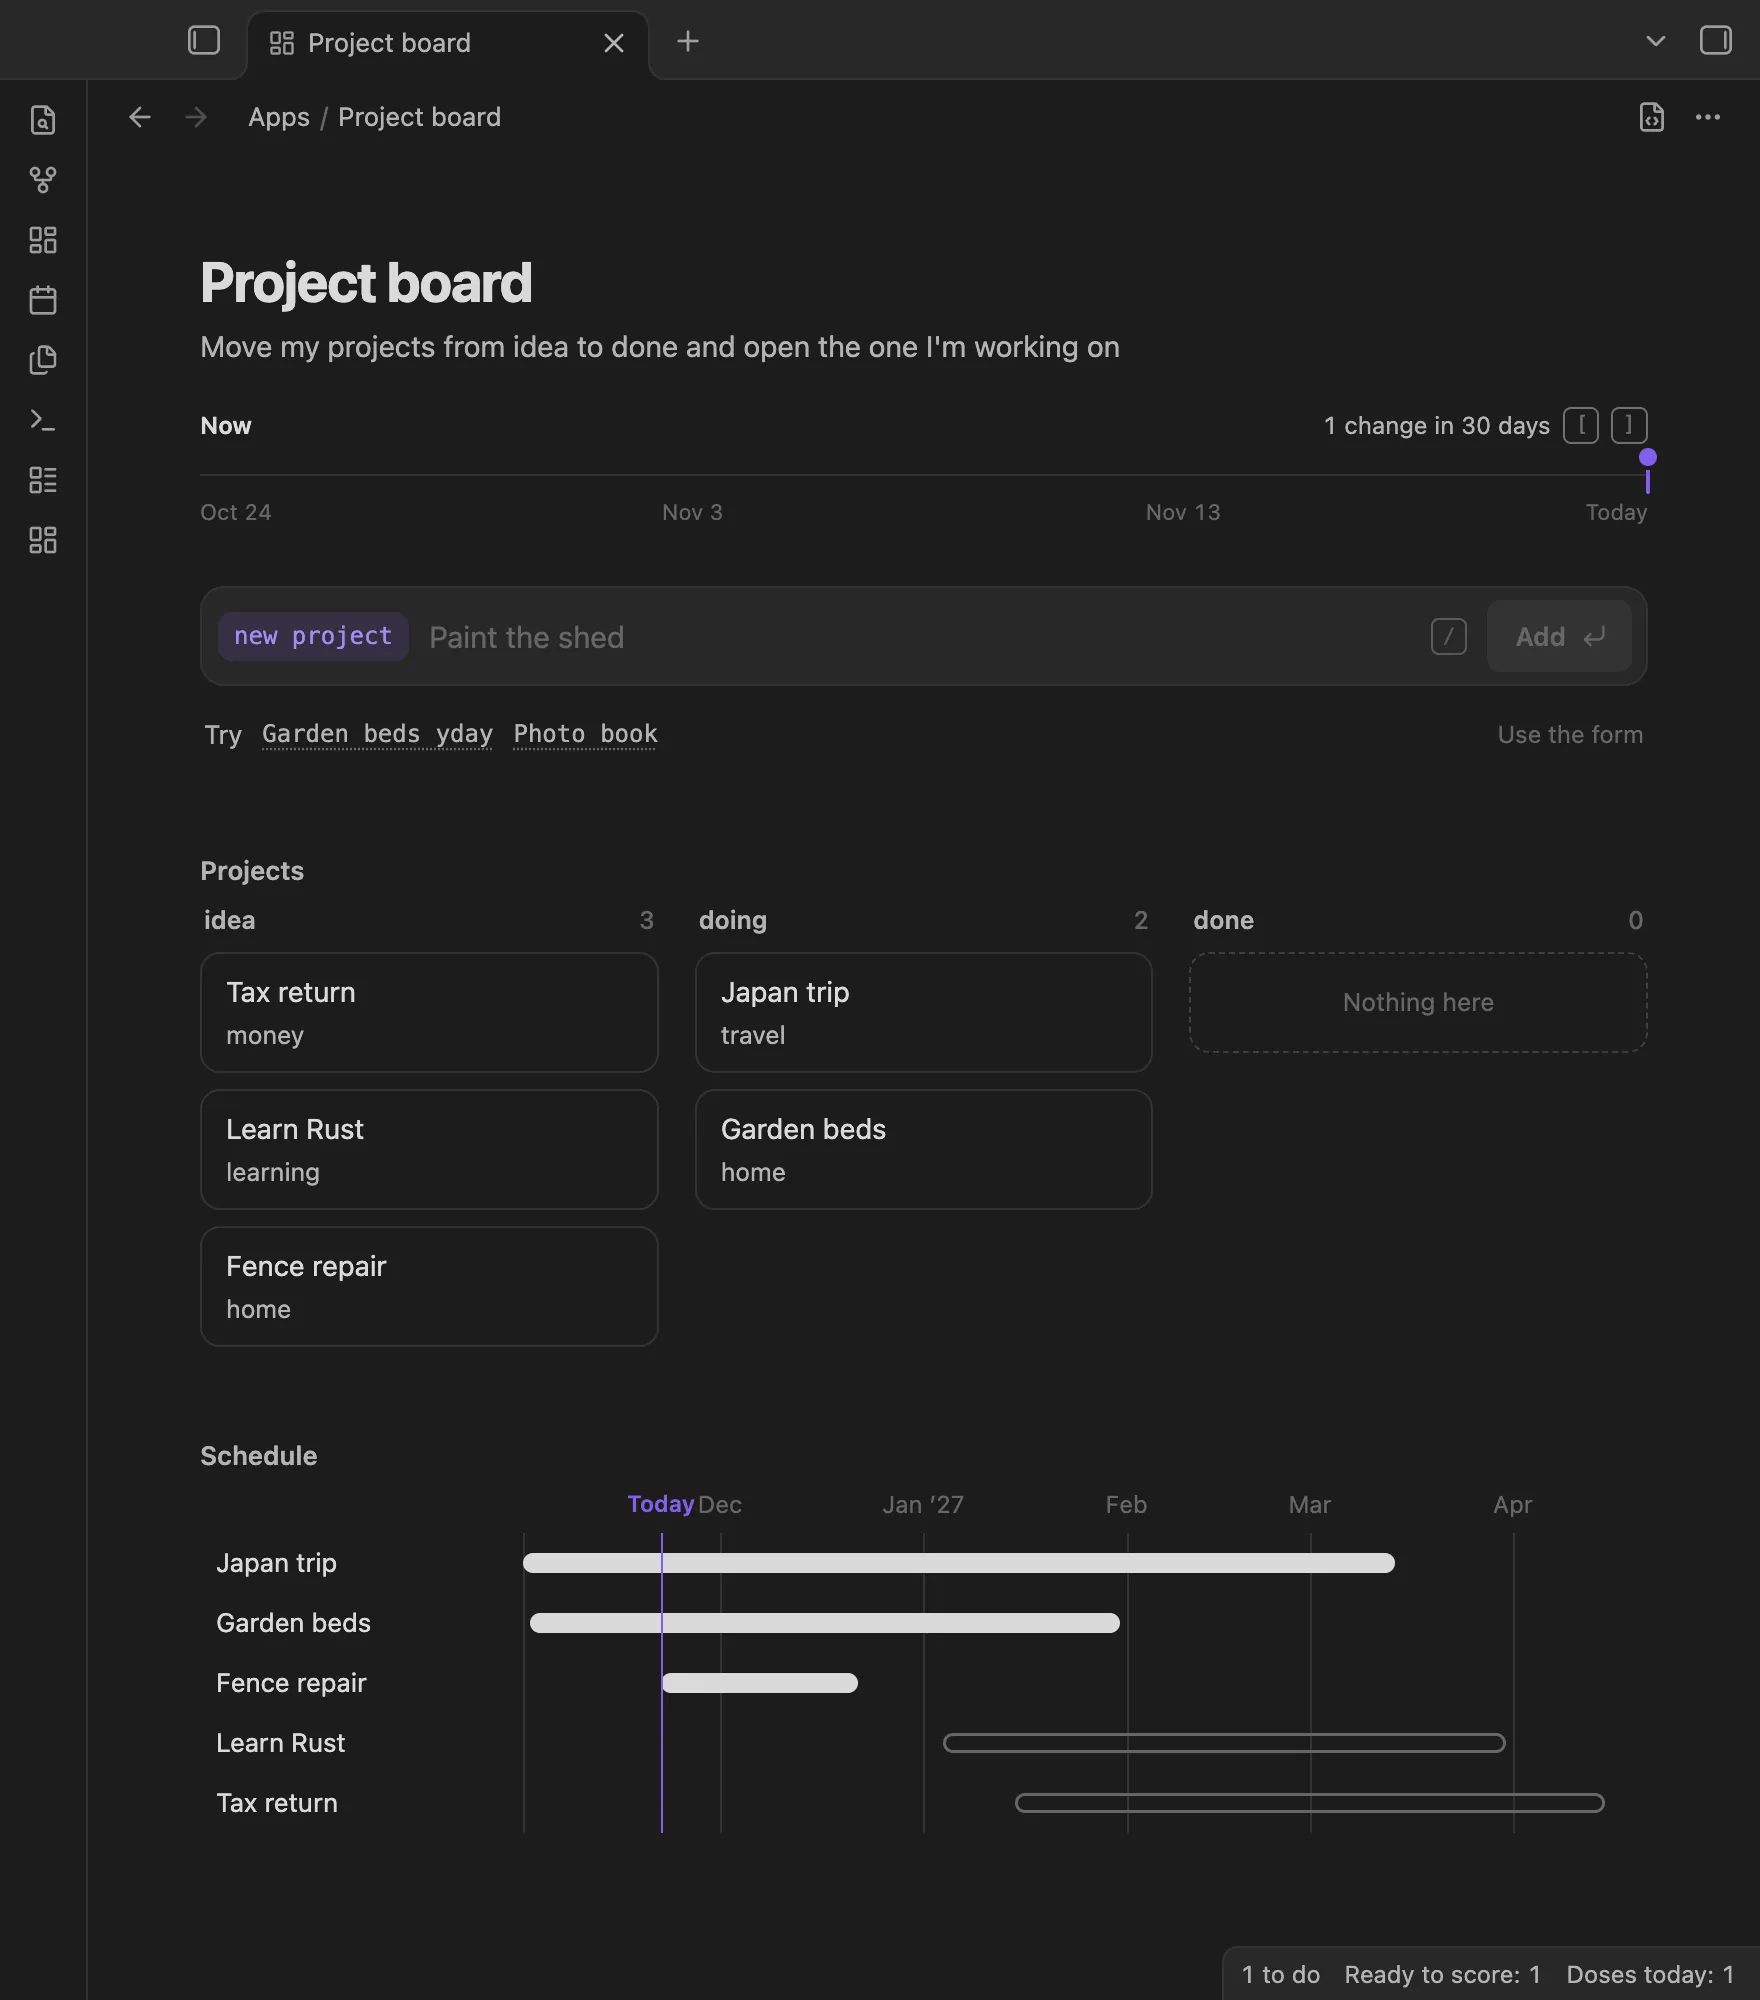 Project board
Apps / Project board
Project board
Move my projects from idea to done and open the one I'm working on
Now
1 change in 30 days [ ]
Oct 24 Nov 3 Nov 13 Today
new project Paint the shed / Add
Try Garden beds yday Photo book Use the form
Projects
idea 3 doing 2 done 0
Tax return
money
Learn Rust
learning
Fence repair
home
Japan trip
travel
Garden beds
home
Nothing here
Schedule
Today Dec Jan ’27 Feb Mar Apr
Japan trip
Garden beds
Fence repair
Learn Rust
Tax return
1 to do Ready to score: 1 Doses today: 1